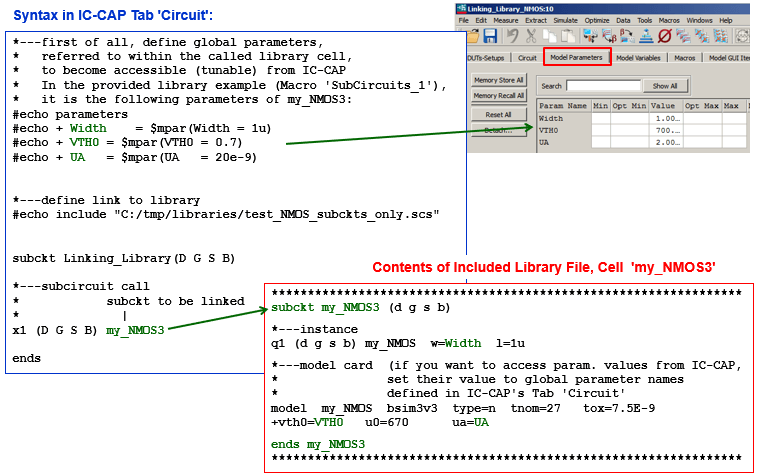 Syntax in IC-CAP Tab 'Circuit':
*---first of all, define global parameters,
*   referred to within the called library cell,
*   to become accessible (tunable) from IC-CAP
*   In the provided library example (Macro 'SubCircuits_1'),
*   it is the following parameters of my_NMOS3:
#echo parameters
#echo + Width    = $mpar(Width = 1u)
#echo + VTH0 = $mpar(VTH0 = 0.7)
#echo + UA   = $mpar(UA   = 20e-9)
*---define link to library
#echo include "C:/tmp/libraries/test_NMOS_subckts_only.scs"
subckt Linking_Library(D G S B)
*---subcircuit call
*            subckt to be linked
*              |
x1 (D G S B) my_NMOS3
ends
Linking_Library_NMOS:10
File Edit Measure Extract Simulate Optimize Data Tools Macros Windows Help
DUTs-Setups Circuit Model Parameters Model Variables Macros Model GUI Iter
Memory Store All
Memory Recall All
Reset All
Detach...
Search Show All
Param Name Min Opt Min Value Opt Max Max
Width 1.00...
VTH0 700....
UA 2.00...
Contents of Included Library File, Cell 'my_NMOS3'
******************************************************************
subckt my_NMOS3 (d g s b)
*---instance
q1 (d g s b) my_NMOS  w=Width  l=1u
*---model card  (if you want to access param. values from IC-CAP,
*               set their value to global parameter names
*               defined in IC-CAP's Tab 'Circuit'
model  my_NMOS  bsim3v3  type=n  tnom=27   tox=7.5E-9
+vth0=VTH0   u0=670      ua=UA
ends my_NMOS3
******************************************************************